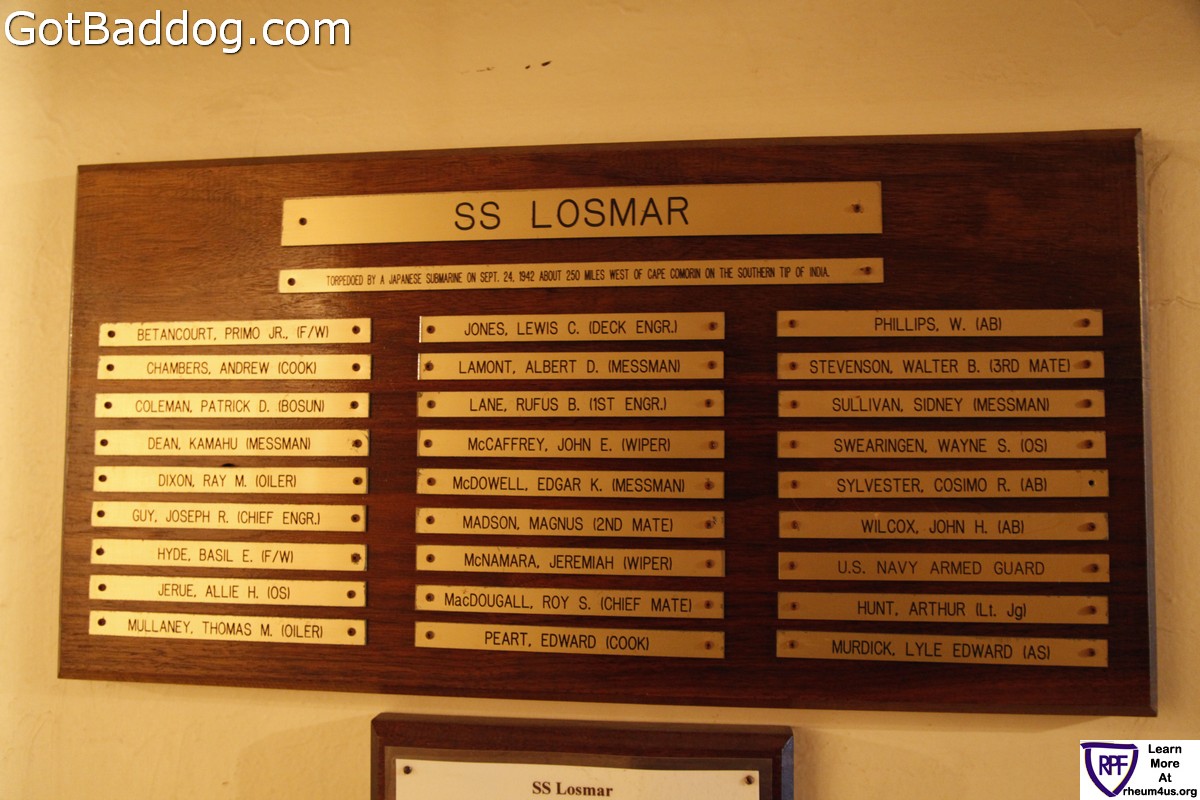 GotBaddog.com
SS LOSMAR
TORPEDOED BY A JAPANESE SUBMARINE ON SEPT. 24, 1942 ABOUT 250 MILES WEST OF CAPE COMORIN ON THE SOUTHERN TIP OF INDIA.
BETANCOURT, PRIMO JR., (F/W)
CHAMBERS, ANDREW (COOK)
COLEMAN, PATRICK D. (BOSUN)
DEAN, KAMAHU (MESSMAN)
DIXON, RAY M. (OILER)
GUY, JOSEPH R. (CHIEF ENGR.)
HYDE, BASIL E. (F/W)
JERUE, ALLIE H. (OS)
MULLANEY, THOMAS M. (OILER)
JONES, LEWIS C. (DECK ENGR.)
LAMONT, ALBERT D. (MESSMAN)
LANE, RUFUS B. (1ST ENGR.)
McCAFFREY, JOHN E. (WIPER)
McDOWELL, EDGAR K. (MESSMAN)
MADSON, MAGNUS (2ND MATE)
McNAMARA, JEREMIAH (WIPER)
MacDOUGALL, ROY S. (CHIEF MATE)
PEART, EDWARD (COOK)
PHILLIPS, W. (AB)
STEVENSON, WALTER B. (3RD MATE)
SULLIVAN, SIDNEY (MESSMAN)
SWEARINGEN, WAYNE S. (OS)
SYLVESTER, COSIMO R. (AB)
WILCOX, JOHN H. (AB)
U.S. NAVY ARMED GUARD
HUNT, ARTHUR (Lt. Jg)
MURDICK, LYLE EDWARD (AS)
SS Losmar
RPF
Learn
More
At
rheum4us.org